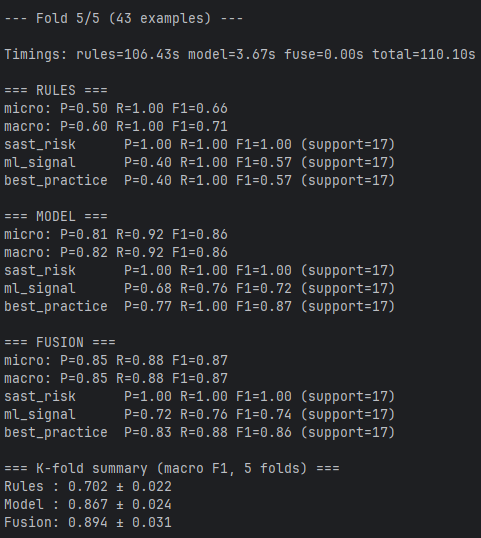 --- Fold 5/5 (43 examples) ---
Timings: rules=106.43s model=3.67s fuse=0.00s total=110.10s
=== RULES ===
micro: P=0.50 R=1.00 F1=0.66
macro: P=0.60 R=1.00 F1=0.71
sast_risk      P=1.00 R=1.00 F1=1.00 (support=17)
ml_signal      P=0.40 R=1.00 F1=0.57 (support=17)
best_practice  P=0.40 R=1.00 F1=0.57 (support=17)
=== MODEL ===
micro: P=0.81 R=0.92 F1=0.86
macro: P=0.82 R=0.92 F1=0.86
sast_risk      P=1.00 R=1.00 F1=1.00 (support=17)
ml_signal      P=0.68 R=0.76 F1=0.72 (support=17)
best_practice  P=0.77 R=1.00 F1=0.87 (support=17)
=== FUSION ===
micro: P=0.85 R=0.88 F1=0.87
macro: P=0.85 R=0.88 F1=0.87
sast_risk      P=1.00 R=1.00 F1=1.00 (support=17)
ml_signal      P=0.72 R=0.76 F1=0.74 (support=17)
best_practice  P=0.83 R=0.88 F1=0.86 (support=17)
=== K-fold summary (macro F1, 5 folds) ===
Rules : 0.702 ± 0.022
Model : 0.867 ± 0.024
Fusion: 0.894 ± 0.031